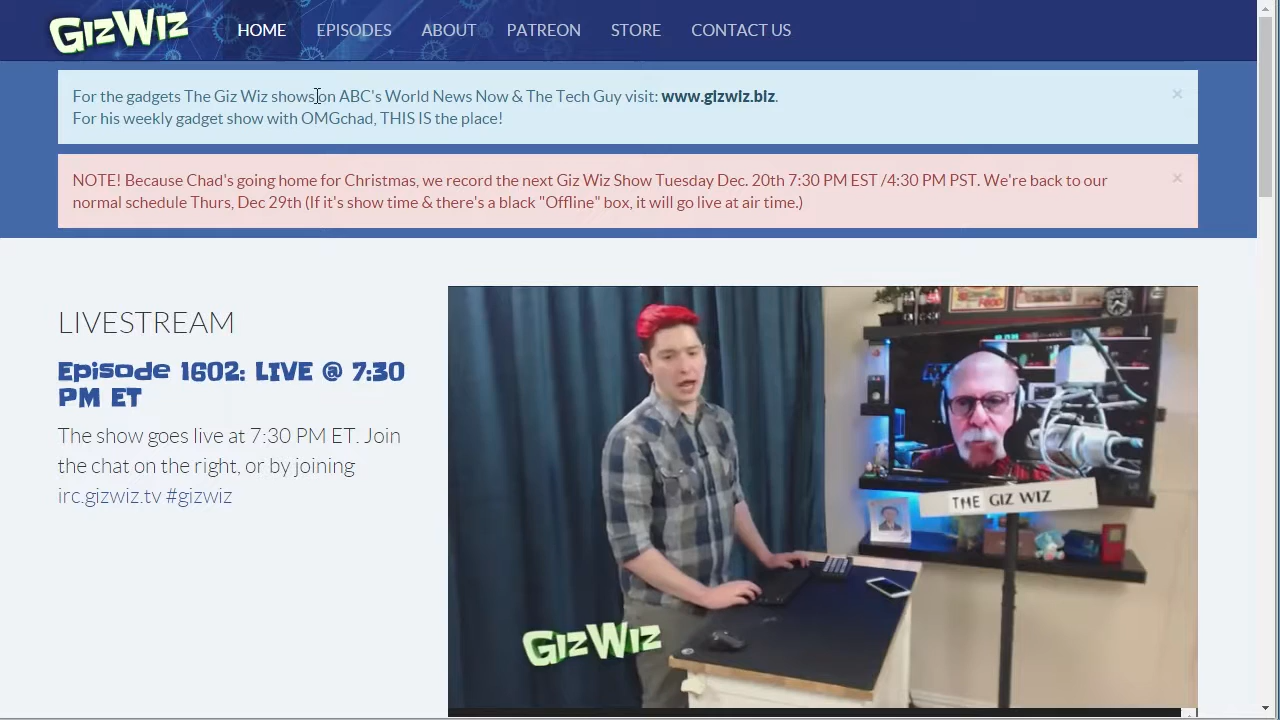 GizWiz
HOME EPISODES ABOUT PATREON STORE CONTACT US
For the gadgets The Giz Wiz shows on ABC's World News Now & The Tech Guy visit: www.gizwiz.biz.
For his weekly gadget show with OMGchad, THIS IS the place!
NOTE! Because Chad's going home for Christmas, we record the next Giz Wiz Show Tuesday Dec. 20th 7:30 PM EST /4:30 PM PST. We're back to our
normal schedule Thurs, Dec 29th (If it's show time & there's a black "Offline" box, it will go live at air time.)
LIVESTREAM
Episode 1602: LIVE @ 7:30
PM ET
The show goes live at 7:30 PM ET. Join
the chat on the right, or by joining
irc.gizwiz.tv #gizwiz
THE GIZ WIZ
GizWiz